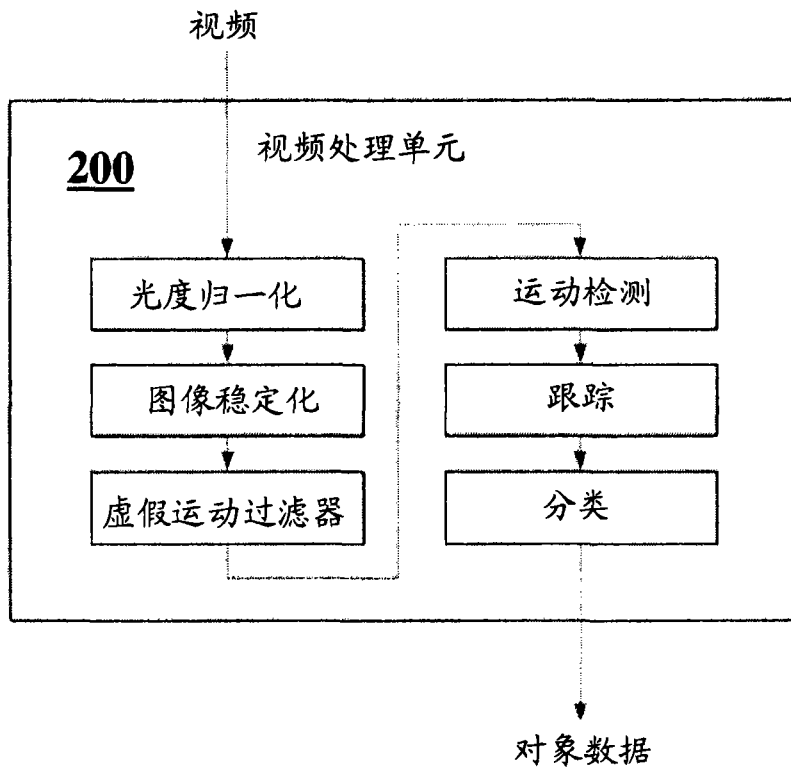 视频
200
视频处理单元
光度归一化
图像稳定化
虚假运动过滤器
运动检测
跟踪
分类
对象数据